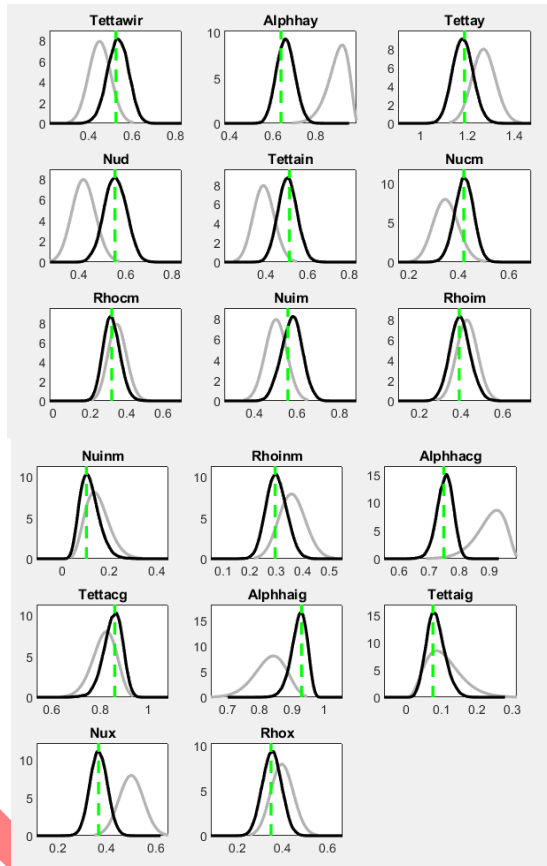 Tettawir Alphhay Tettay
8 6 4 2 0 0.4 0.6 0.8
10 5 0 0.4 0.6 0.8
8 6 4 2 0 1 1.2 1.4
Nud Tettain Nucm
8 6 4 2 0 0.4 0.6 0.8
8 6 4 2 0 0.4 0.6 0.8
10 5 0 0.2 0.4 0.6
Rhocm Nuim Rhoim
8 6 4 2 0 0 0.2 0.4 0.6
8 6 4 2 0 0.4 0.6 0.8
8 6 4 2 0 0.2 0.4 0.6
Nuinm Rhoinm Alphhacg
10 5 0 0 0.2 0.4
10 5 0 0.1 0.2 0.3 0.4 0.5
15 10 5 0 0.6 0.7 0.8 0.9
Tettacg Alphhaig Tettaig
10 5 0 0.6 0.8 1
15 10 5 0 0.7 0.8 0.9 1
15 10 5 0 0 0.1 0.2 0.3
Nux Rhox
10 5 0 0.2 0.4 0.6
10 5 0 0.2 0.4 0.6